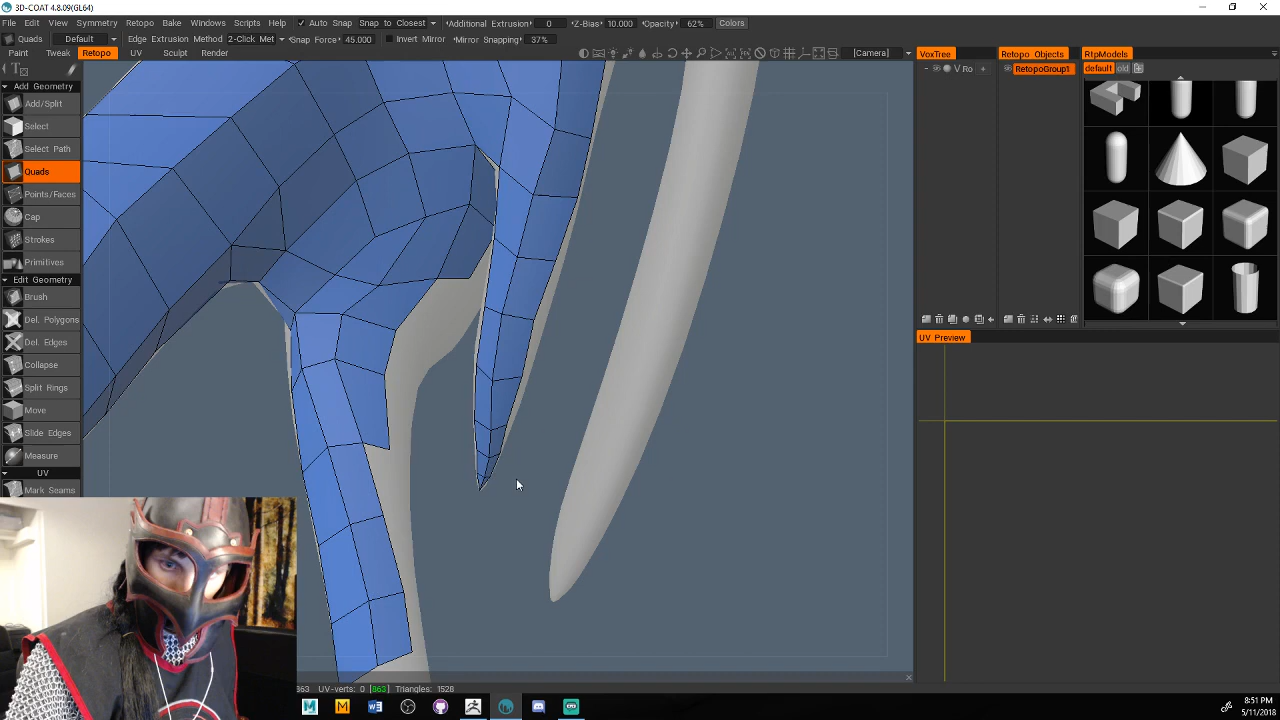 3D-COAT 4.8.09(GL64)
File Edit View Symmetry Retopo Bake Windows Scripts Help Auto Snap Snap to Closest Additional Extrusion 0 Z-Bias 10.000 Opacity 62% Colors
Quads Default Edge Extrusion Method 2-Click Met Snap Force 45.000 Invert Mirror Mirror Snapping 37%
Paint Tweak Retopo UV Sculpt Render [Camera] VoxTree Retopo Objects RtpModels
V Ro + RetopoGroup1 default old
Add Geometry
Add/Split
Select
Select Path
Quads
Points/Faces
Cap
Strokes
Primitives
Edit Geometry
Brush
Del. Polygons
Del. Edges
Collapse
Split Rings
Move
Slide Edges
Measure
UV
Mark Seams
UV Preview
863 UV-verts: 0 [863] Triangles: 1528
8:51 PM
5/11/2018